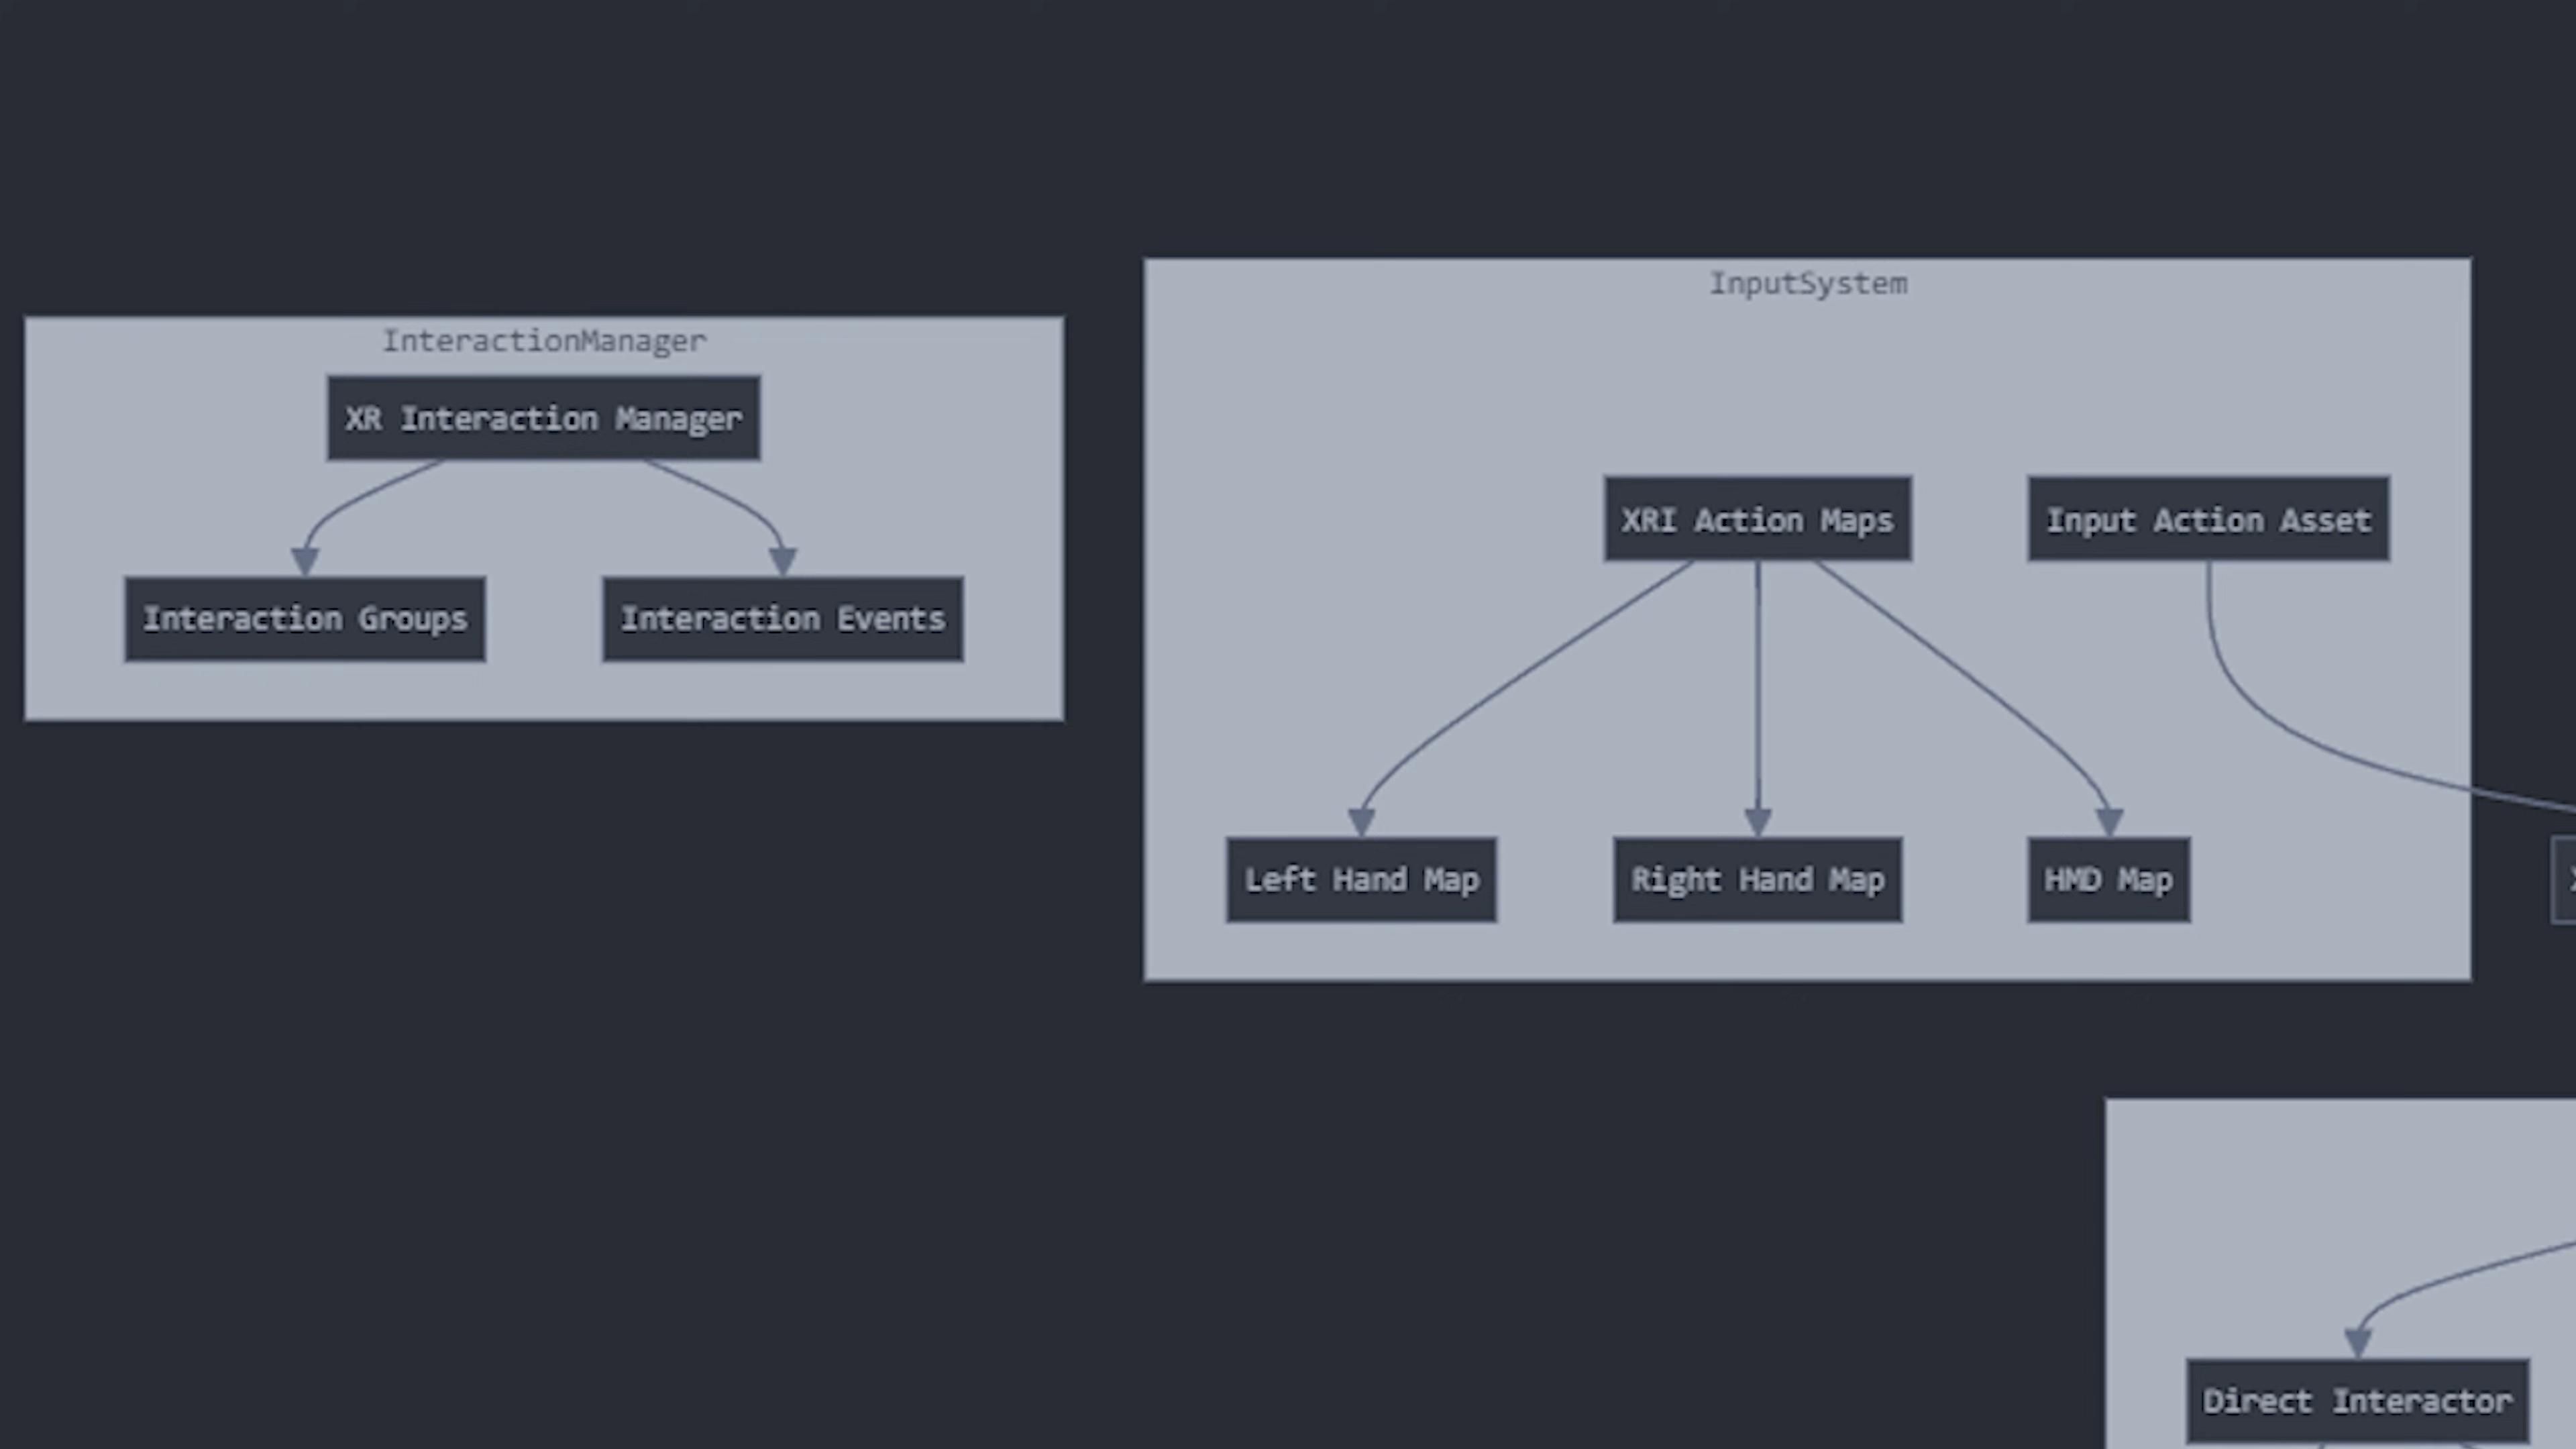 InputSystem
InteractionManager
XR Interaction Manager
XRI Action Maps
Input Action Asset
Interaction Groups
Interaction Events
Left Hand Map
Right Hand Map
HMD Map
Direct Interactor